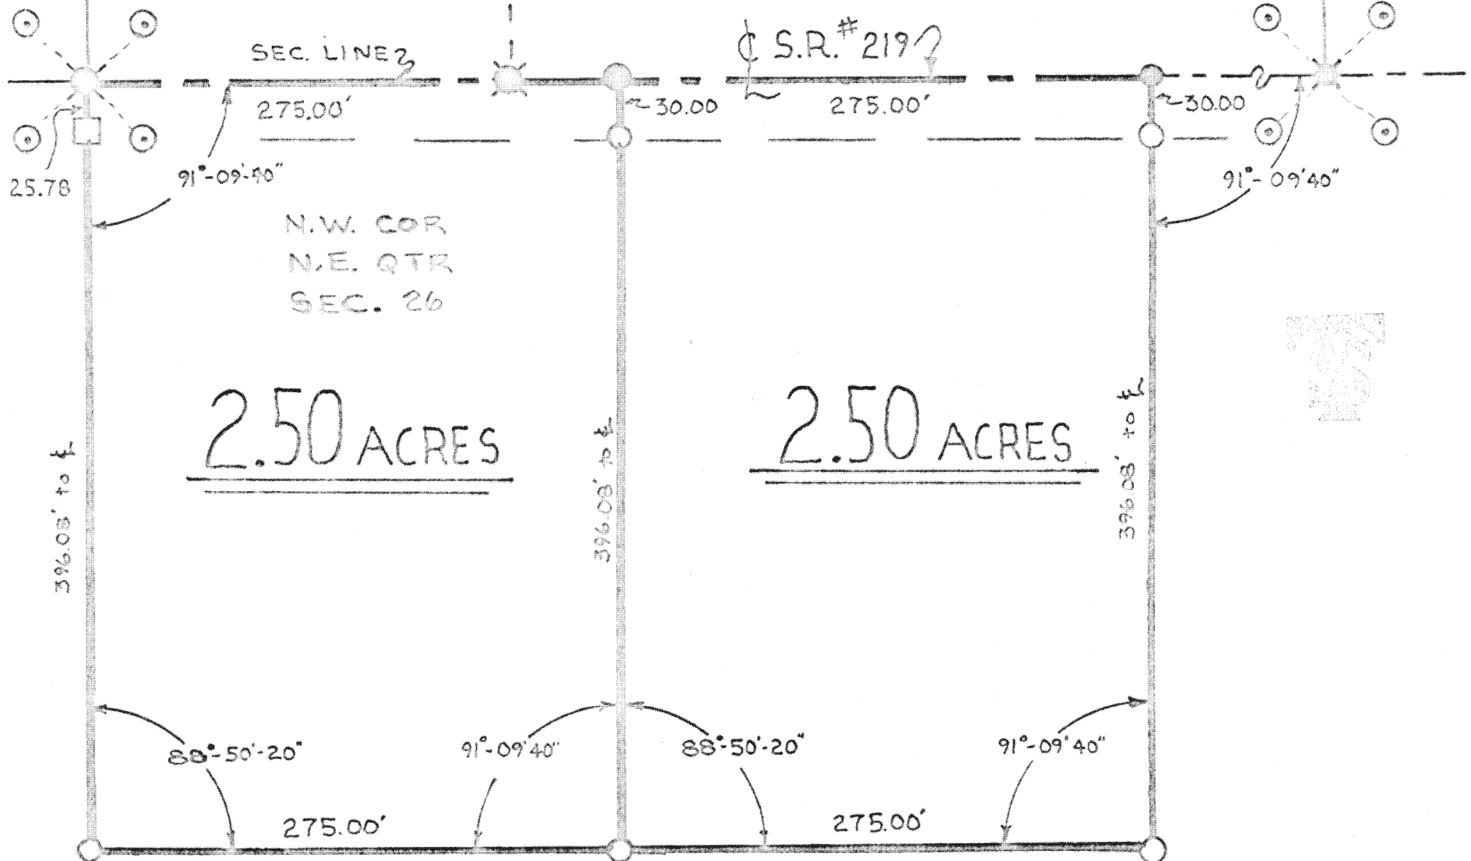 SEC. LINE
℄ S.R. #219
275.00'
30.00
275.00'
30.00
25.78
91°-09'-40"
91°-09'40"
N.W. COR
N.E. QTR
SEC. 26
2.50 ACRES
2.50 ACRES
396.08' to ℄
396.08' to ℄
396.08' to ℄
88°-50'-20"
91°-09'40"
88°-50'-20"
91°-09'40"
275.00'
275.00'